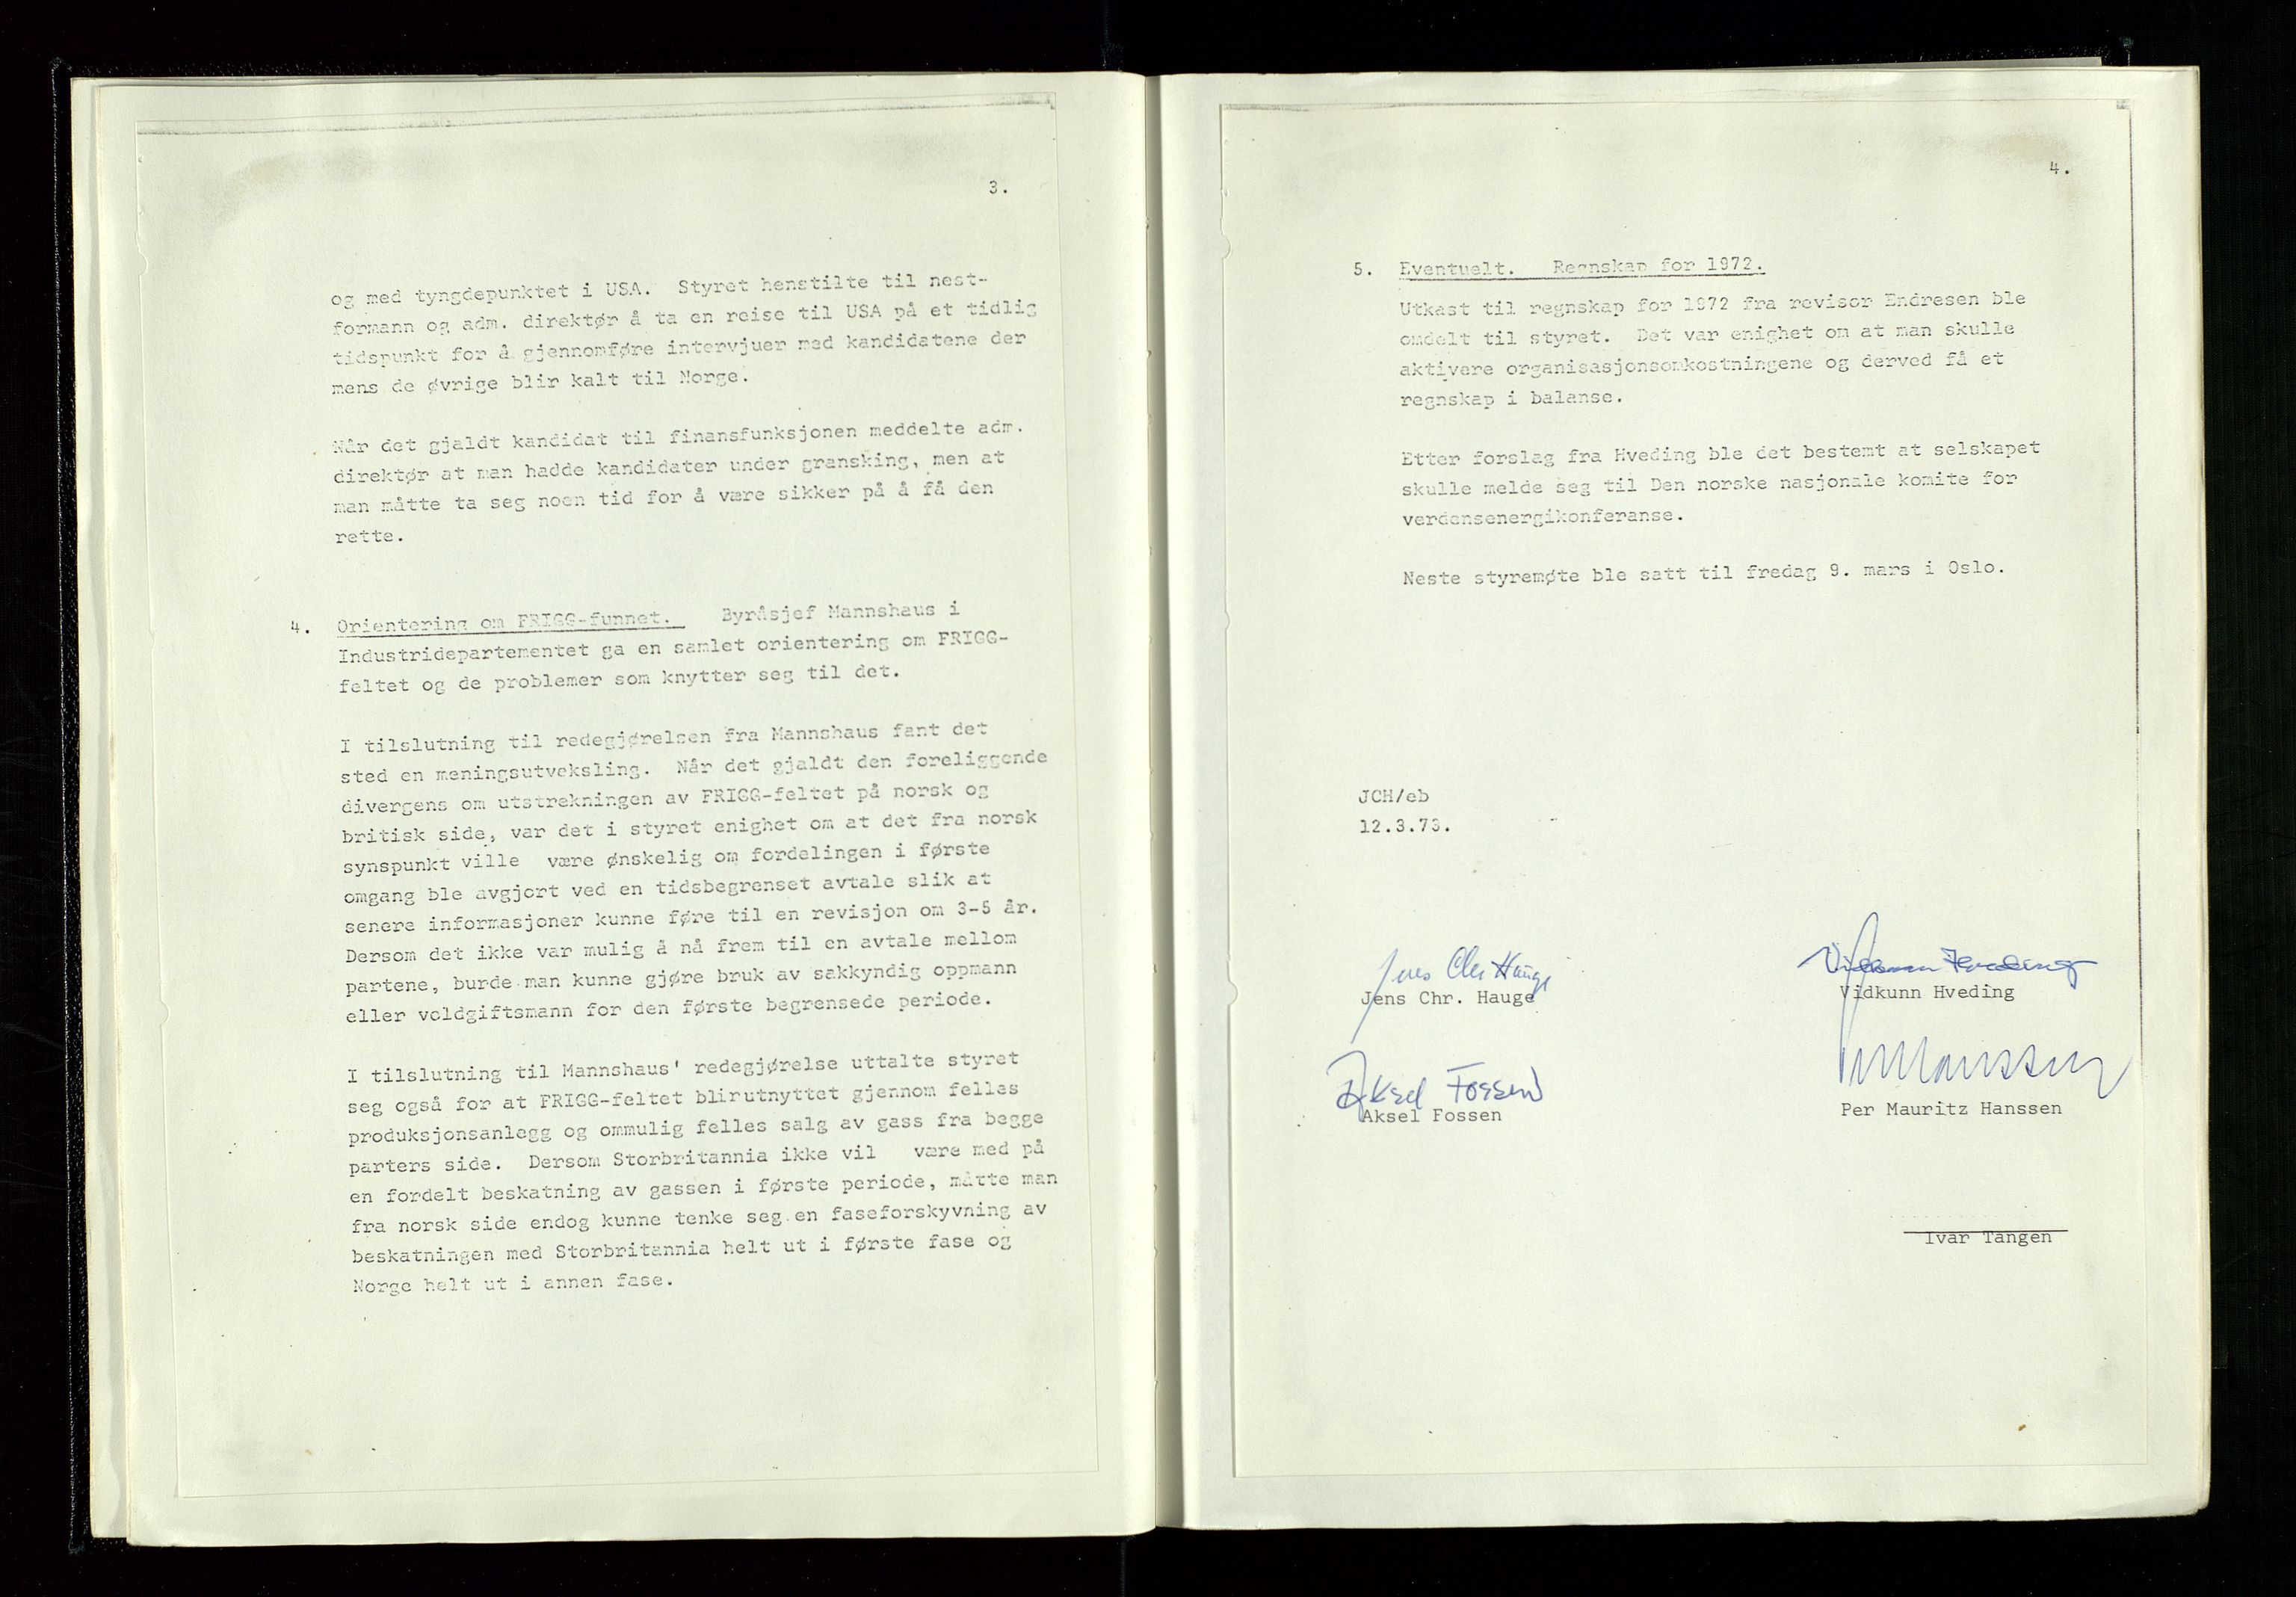 3.
og med tyngdepunktet i USA. Styret henstilte til nest-
formann og adm. direktør å ta en reise til USA på et tidlig
tidspunkt for å gjennomføre intervjuer med kandidatene der
mens de øvrige blir kalt til Norge.
Når det gjaldt kandidat til finansfunksjonen meddelte adm.
direktør at man hadde kandidater under gransking, men at
man måtte ta seg noen tid for å være sikker på å få den
rette.
4. Orientering om FRIGG-funnet. Byråsjef Mannshaus i
Industridepartementet ga en samlet orientering om FRIGG-
feltet og de problemer som knytter seg til det.
I tilslutning til redegjørelsen fra Mannshaus fant det
sted en meningsutveksling. Når det gjaldt den foreliggende
divergens om utstrekningen av FRIGG-feltet på norsk og
britisk side, var det i styret enighet om at det fra norsk
synspunkt ville være ønskelig om fordelingen i første
omgang ble avgjort ved en tidsbegrenset avtale slik at
senere informasjoner kunne føre til en revisjon om 3-5 år.
Dersom det ikke var mulig å nå frem til en avtale mellom
partene, burde man kunne gjøre bruk av sakkyndig oppmann
eller voldgiftsmann for den første begrensede periode.
I tilslutning til Mannshaus' redegjørelse uttalte styret
seg også for at FRIGG-feltet blir utnyttet gjennom felles
produksjonsanlegg og ommulig felles salg av gass fra begge
parters side. Dersom Storbritannia ikke vil være med på
en fordelt beskatning av gassen i første periode, måtte man
fra norsk side endog kunne tenke seg en faseforskyvning av
beskatningen med Storbritannia helt ut i første fase og
Norge helt ut i annen fase.
4.
5. Eventuelt. Regnskap for 1972.
Utkast til regnskap for 1972 fra revisor Endresen ble
omdelt til styret. Det var enighet om at man skulle
aktivere organisasjonsomkostningene og derved få et
regnskap i balanse.
Etter forslag fra Hveding ble det bestemt at selskapet
skulle melde seg til Den norske nasjonale komite for
verdensenergikonferanse.
Neste styremøte ble satt til fredag 9. mars i Oslo.
JCH/eb
12.3.73.
Jens Chr Hauge Vidkunn Hveding
Jens Chr. Hauge Vidkunn Hveding
Aksel Fossen PM Hanssen
Aksel Fossen Per Mauritz Hanssen
Ivar Tangen